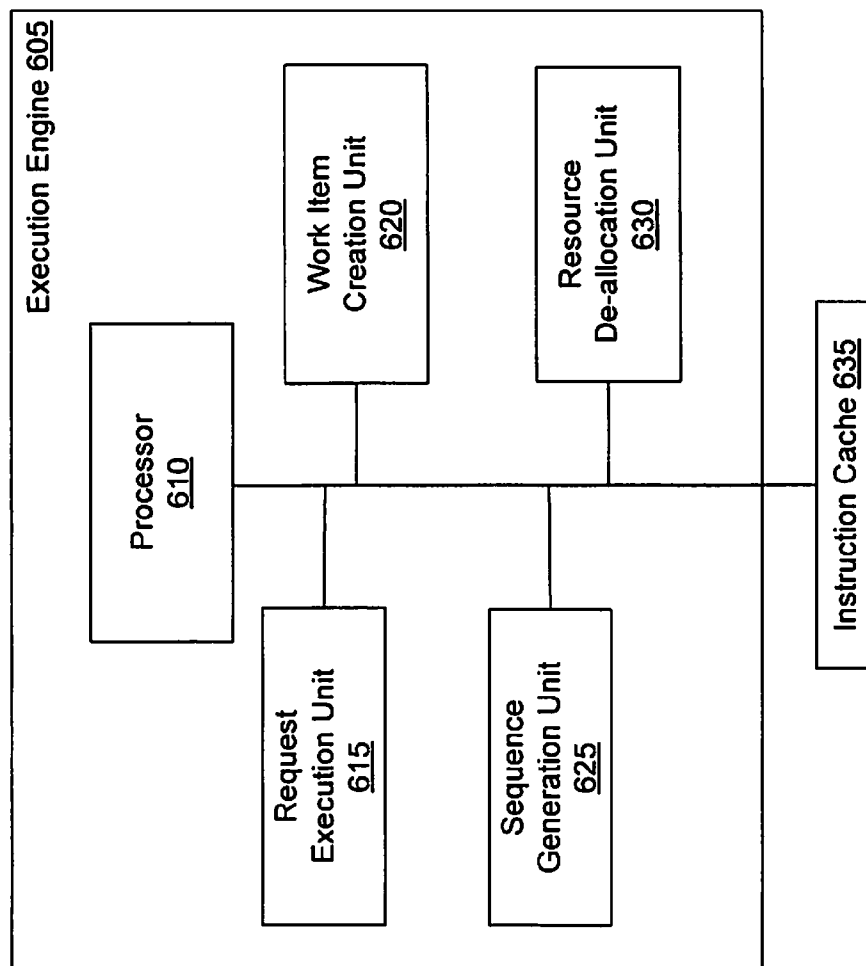 Execution Engine 605
Processor
610
Work Item
Creation Unit
620
Request
Execution Unit
615
Resource
De-allocation Unit
630
Sequence
Generation Unit
625
Instruction Cache 635